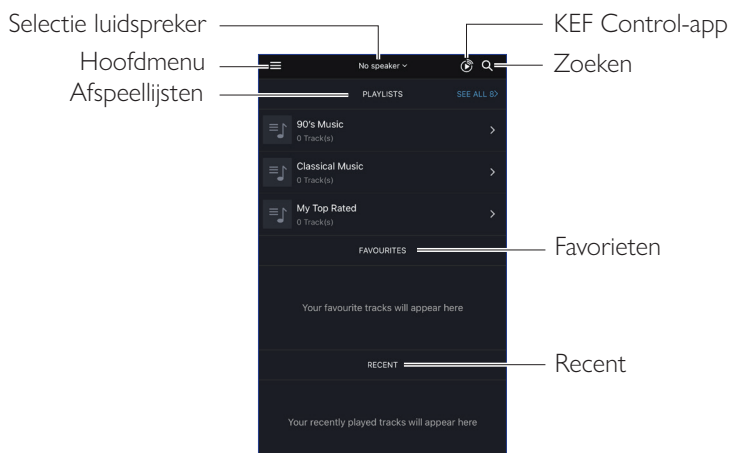 Selectie luidspreker
KEF Control-app
Hoofdmenu
No speaker
Zoeken
Afspeellijsten
PLAYLISTS
SEE ALL 8>
90's Music
0 Track(s)
Classical Music
0 Track(s)
My Top Rated
0 Track(s)
FAVOURITES
Favorieten
Your favourite tracks will appear here
RECENT
Recent
Your recently played tracks will appear here